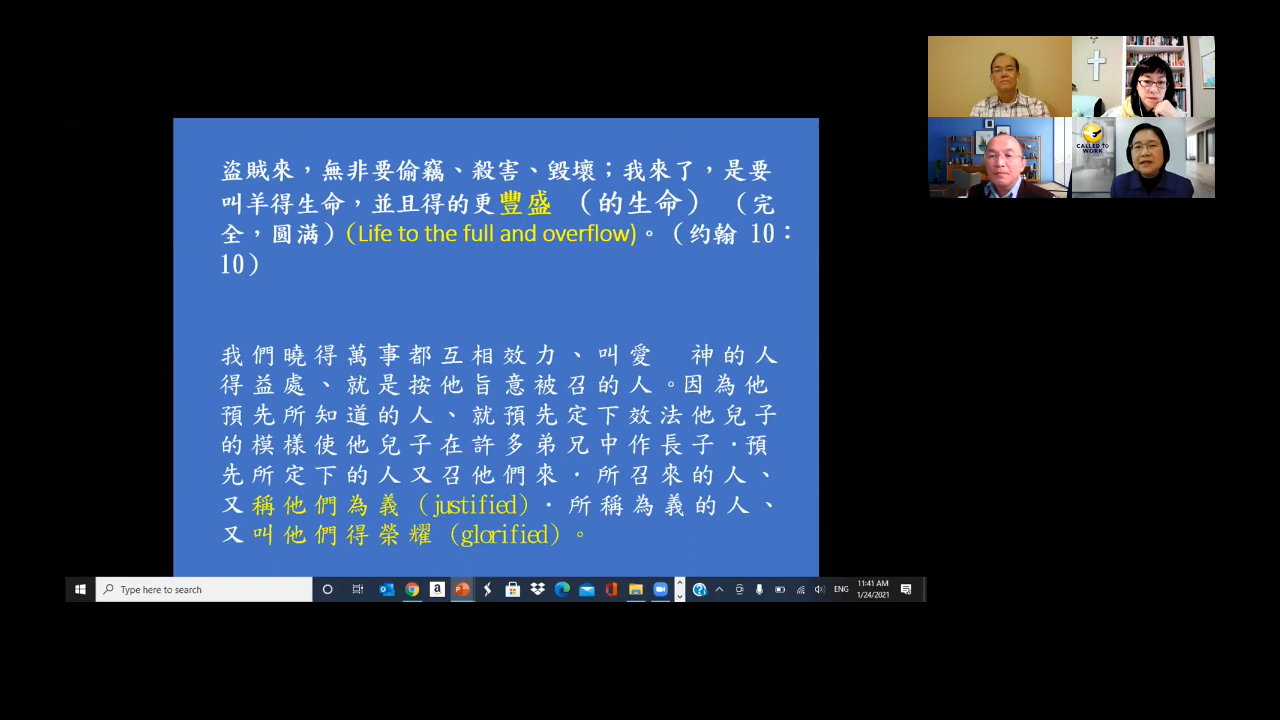 盜賊來，無非要偷竊、殺害、毀壞；我來了，是要
叫羊得生命，並且得的更豐盛 （的生命） （完
全，圓满）(Life to the full and overflow)。（约翰 10：
10）
我們曉得萬事都互相效力、叫愛　神的人
得益處、就是按他旨意被召的人。因為他
預先所知道的人、就預先定下效法他兒子
的模樣使他兒子在許多弟兄中作長子．預
先所定下的人又召他們來．所召來的人、
又稱他們為義（justified）．所稱為義的人、
又叫他們得榮耀（glorified）。
CALLED TO
WORK
Type here to search
ENG
11:41 AM
1/24/2021